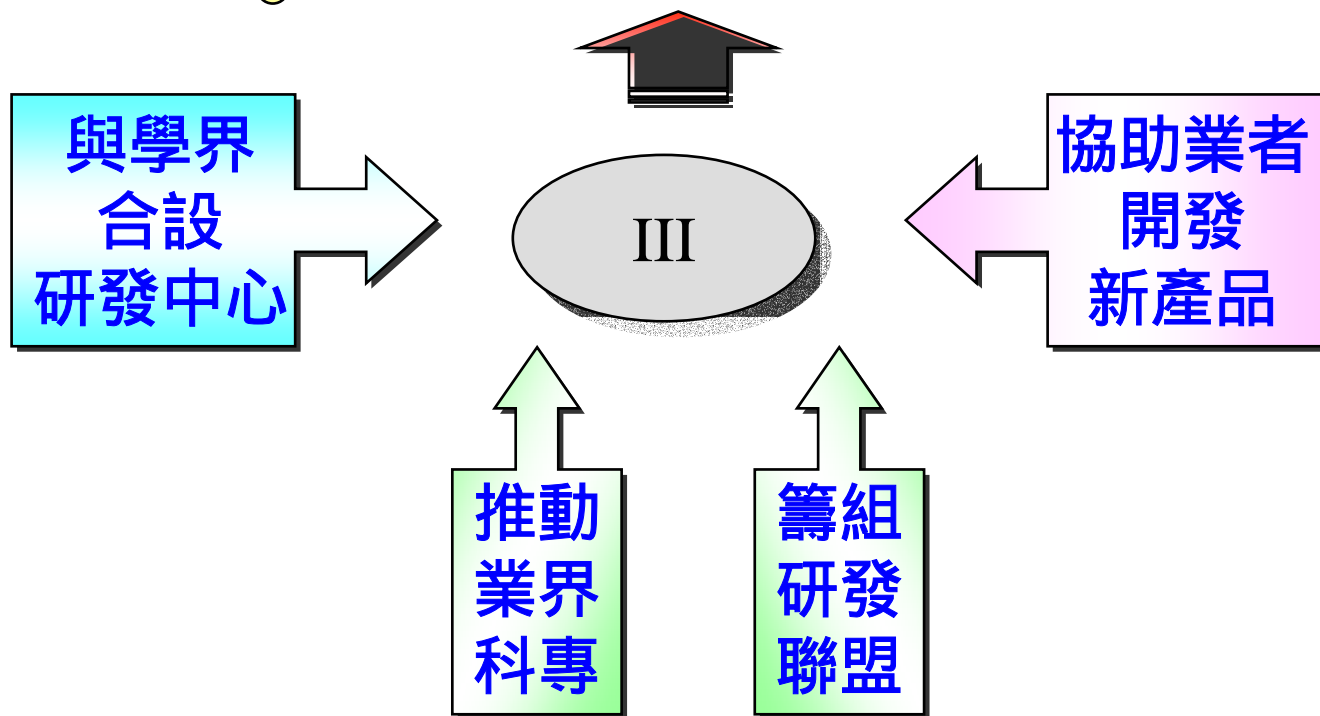 與學界
合設
研發中心
III
協助業者
開發
新產品
推動
業界
科專
籌組
研發
聯盟